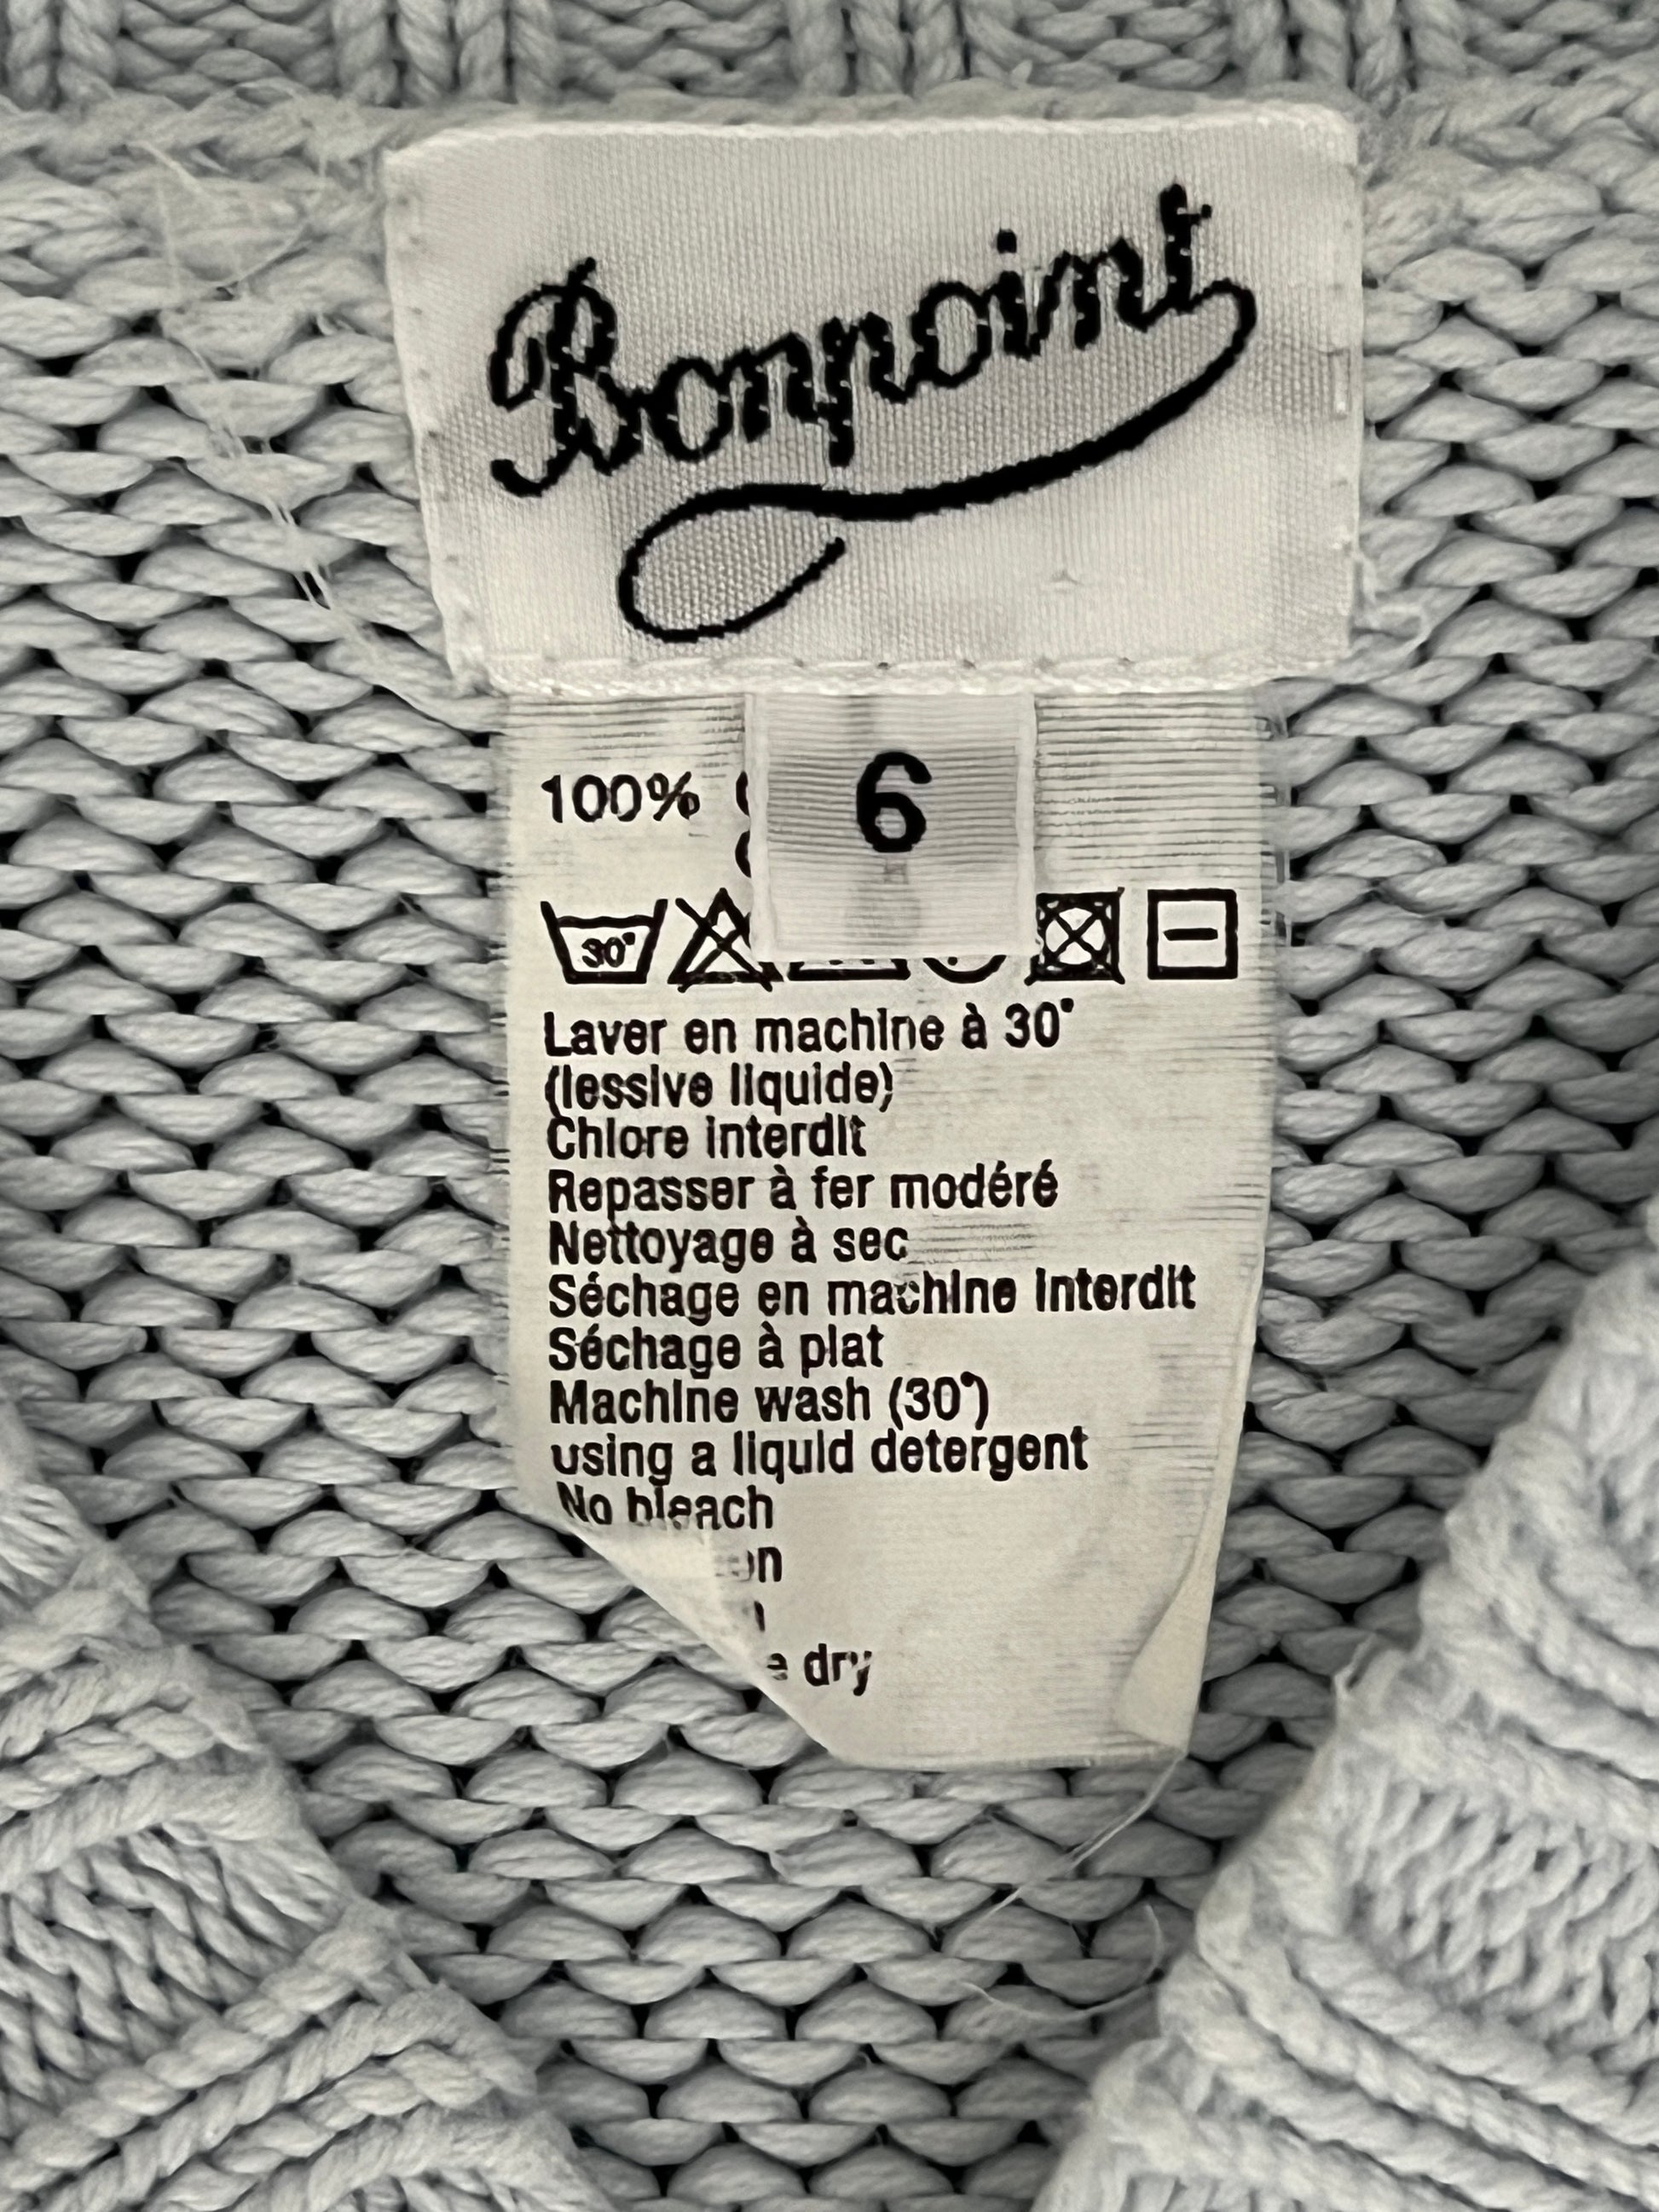 Bonpoint
6
100%
30°
Laver en machine à 30°
(lessive liquide)
Chlore interdit
Repasser à fer modéré
Nettoyage à sec
Séchage en machine interdit
Séchage à plat
Machine wash (30°)
using a liquid detergent
No bleach
dry